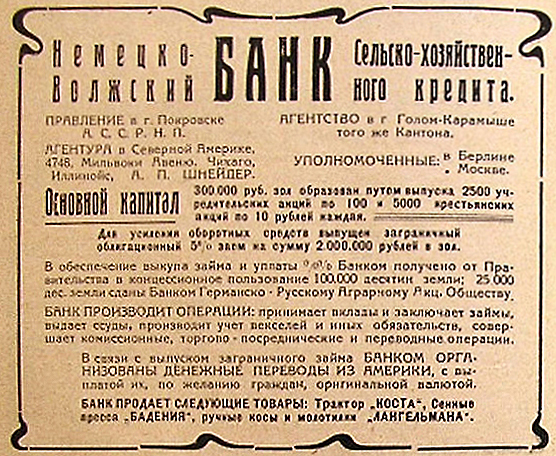 Немецко-Волжский БАНК Сельско-хозяйствен-ного кредита.
ПРАВЛЕНИЕ в г. Покровске
А. С. С. Р. Н. П.
АГЕНТУРА в Северной Америке,
4748, Мильвоки Авеню, Чикаго,
Иллинойс, А. П. ШНЕЙДЕР.
АГЕНТСТВО в г Голом-Карамыше
того же Кантона.
УПОЛНОМОЧЕННЫЕ: в Берлине
и Москве.
Основной капитал 300.000 руб. зол образован путом выпуска 2500 уч-
редительских акций по 100 и 5000 крестьянских
акций по 10 рублей каждая.
Для усиления оборотных средств выпущен заграничный
облигационный 5% заем на сумму 2.000.000 рублей в зол.
В обеспечение выкупа займа и уплаты %% Банком получено от Пра-
вительства в концессионное пользование 100.000 десятин земли; 25.000
дес. земли сданы Банком Германско-Русскому Аграрному Акц. Обществу.
БАНК ПРОИЗВОДИТ ОПЕРАЦИИ: принимает вклады и заключает займы,
выдает ссуды, производит учет векселей и иных обязательств, совер-
шает комиссионные, торгово-посреднические и переводные операции.
В связи с выпуском заграничного займа БАНКОМ ОРГА-
НИЗОВАНЫ ДЕНЕЖНЫЕ ПЕРЕВОДЫ ИЗ АМЕРИКИ, с вы-
платой их, по желанию граждан, оригинальной валютой.
БАНК ПРОДАЕТ СЛЕДУЮЩИЕ ТОВАРЫ: Трактор „КОСТА", Сенные
пресса „БАДЕНИЯ", ручные косы и молотилки „ЛАНГЕЛЬМАНА".